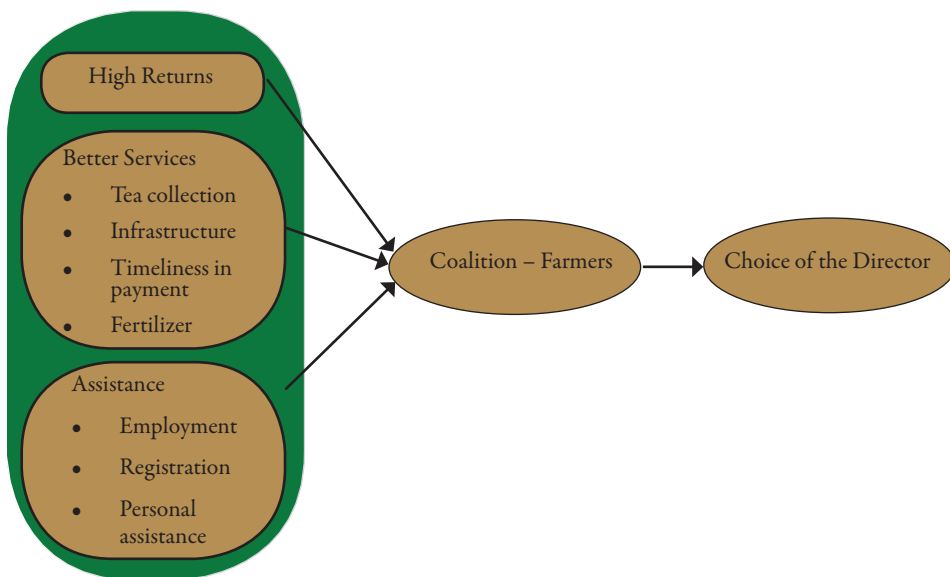 High Returns
Better Services
• Tea collection
• Infrastructure
• Timeliness in
payment
• Fertilizer
Assistance
• Employment
• Registration
• Personal
assistance
Coalition – Farmers
Choice of the Director